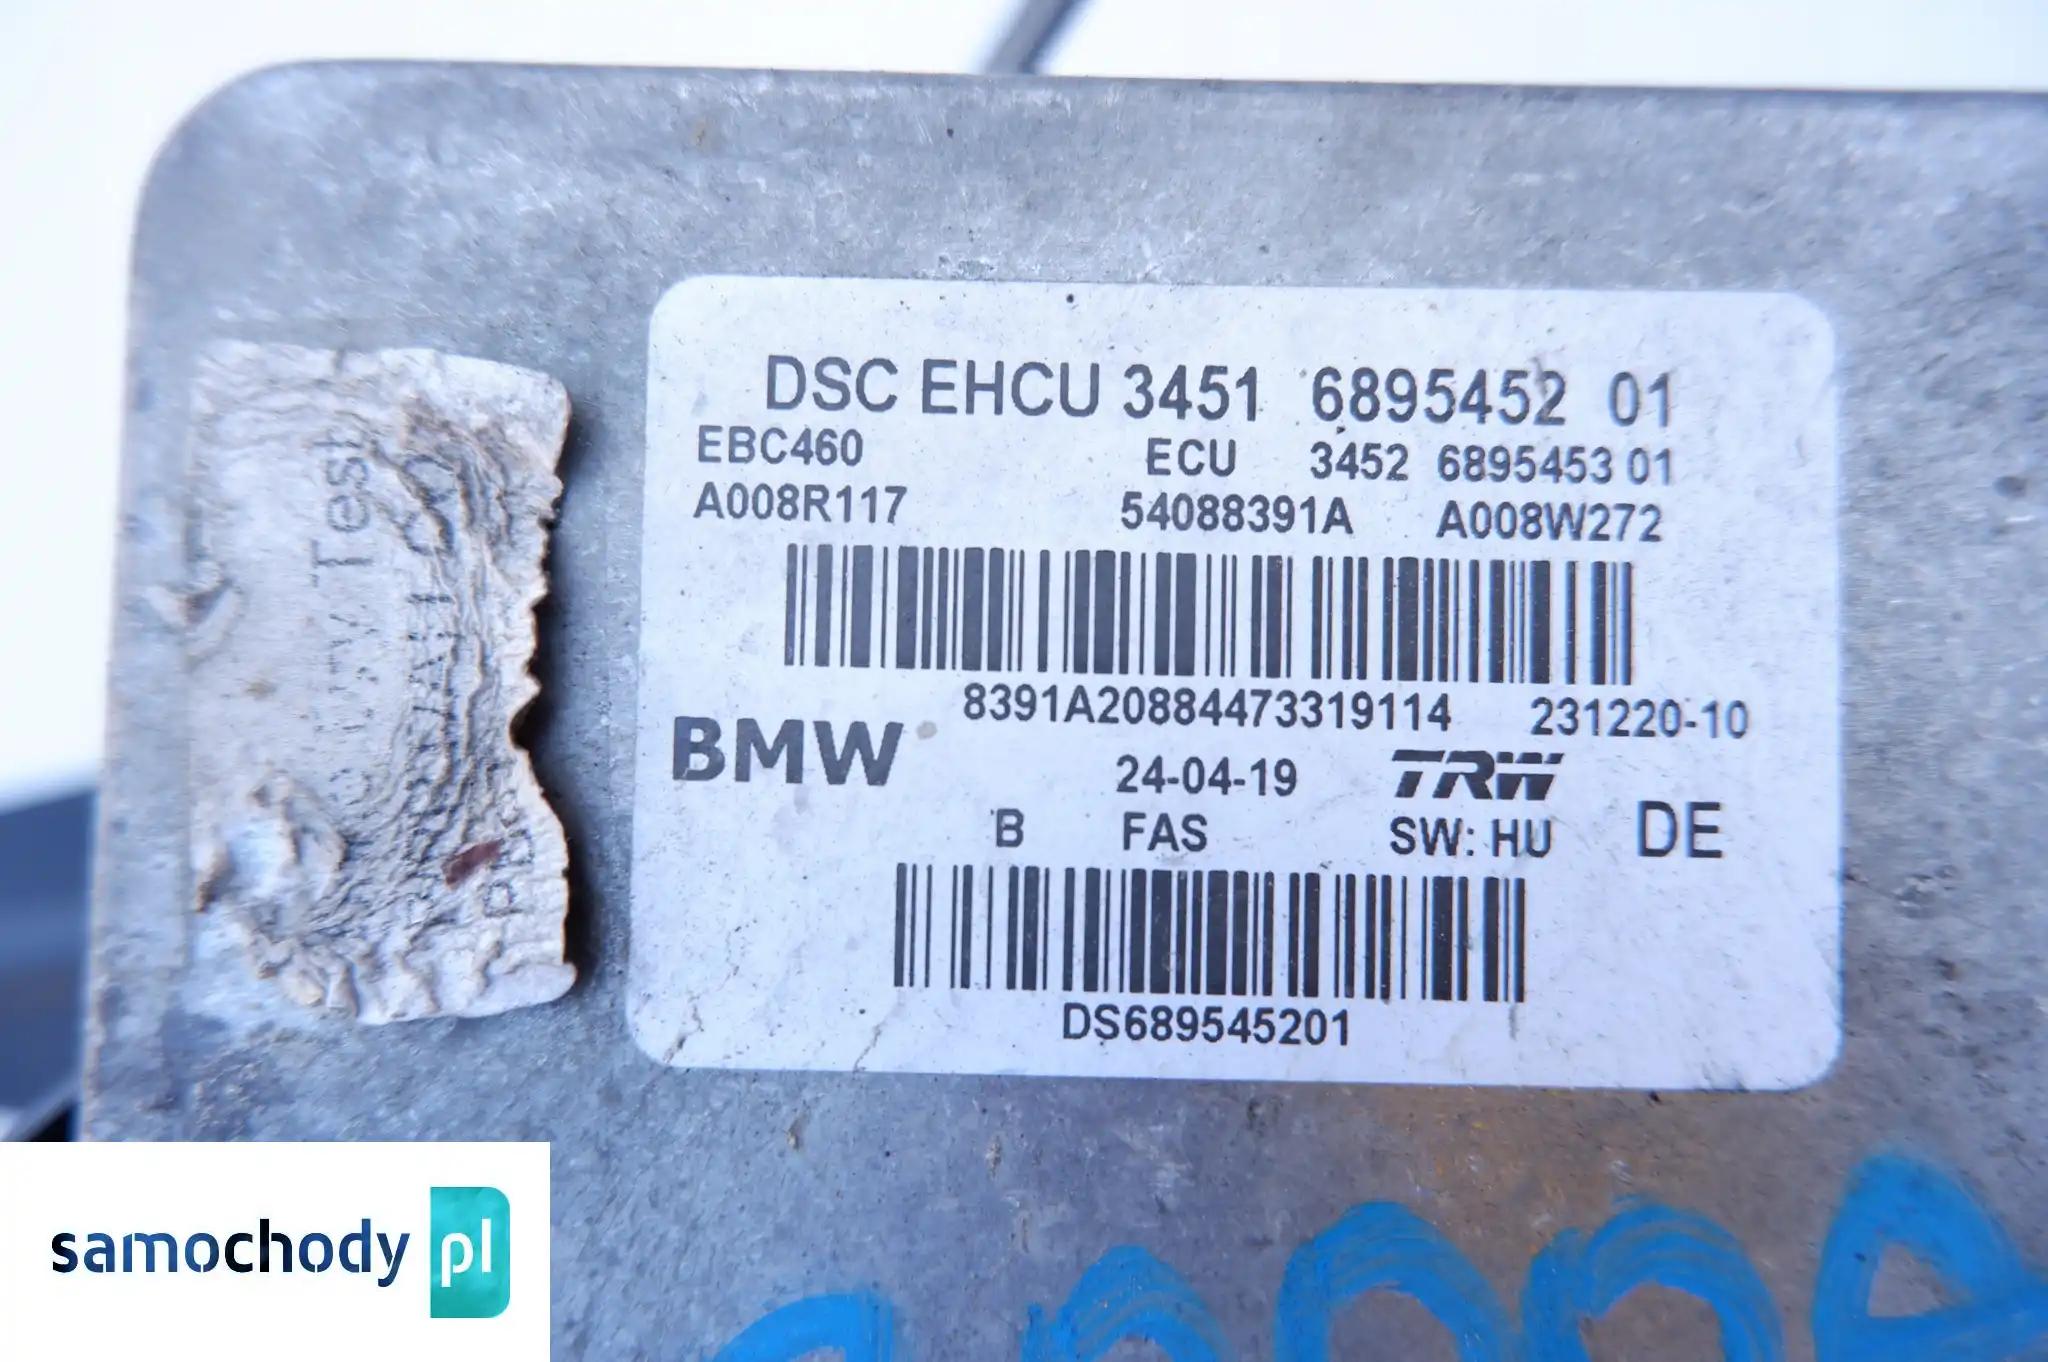 DSC EHCU 3451 6895452 01
EBC460 ECU 3452 6895453 01
A008R117 54088391A A008W272
8391A20884473319114 231220-10
BMW 24-04-19 TRW
B FAS SW: HU DE
DS689545201
Test
samochody pl